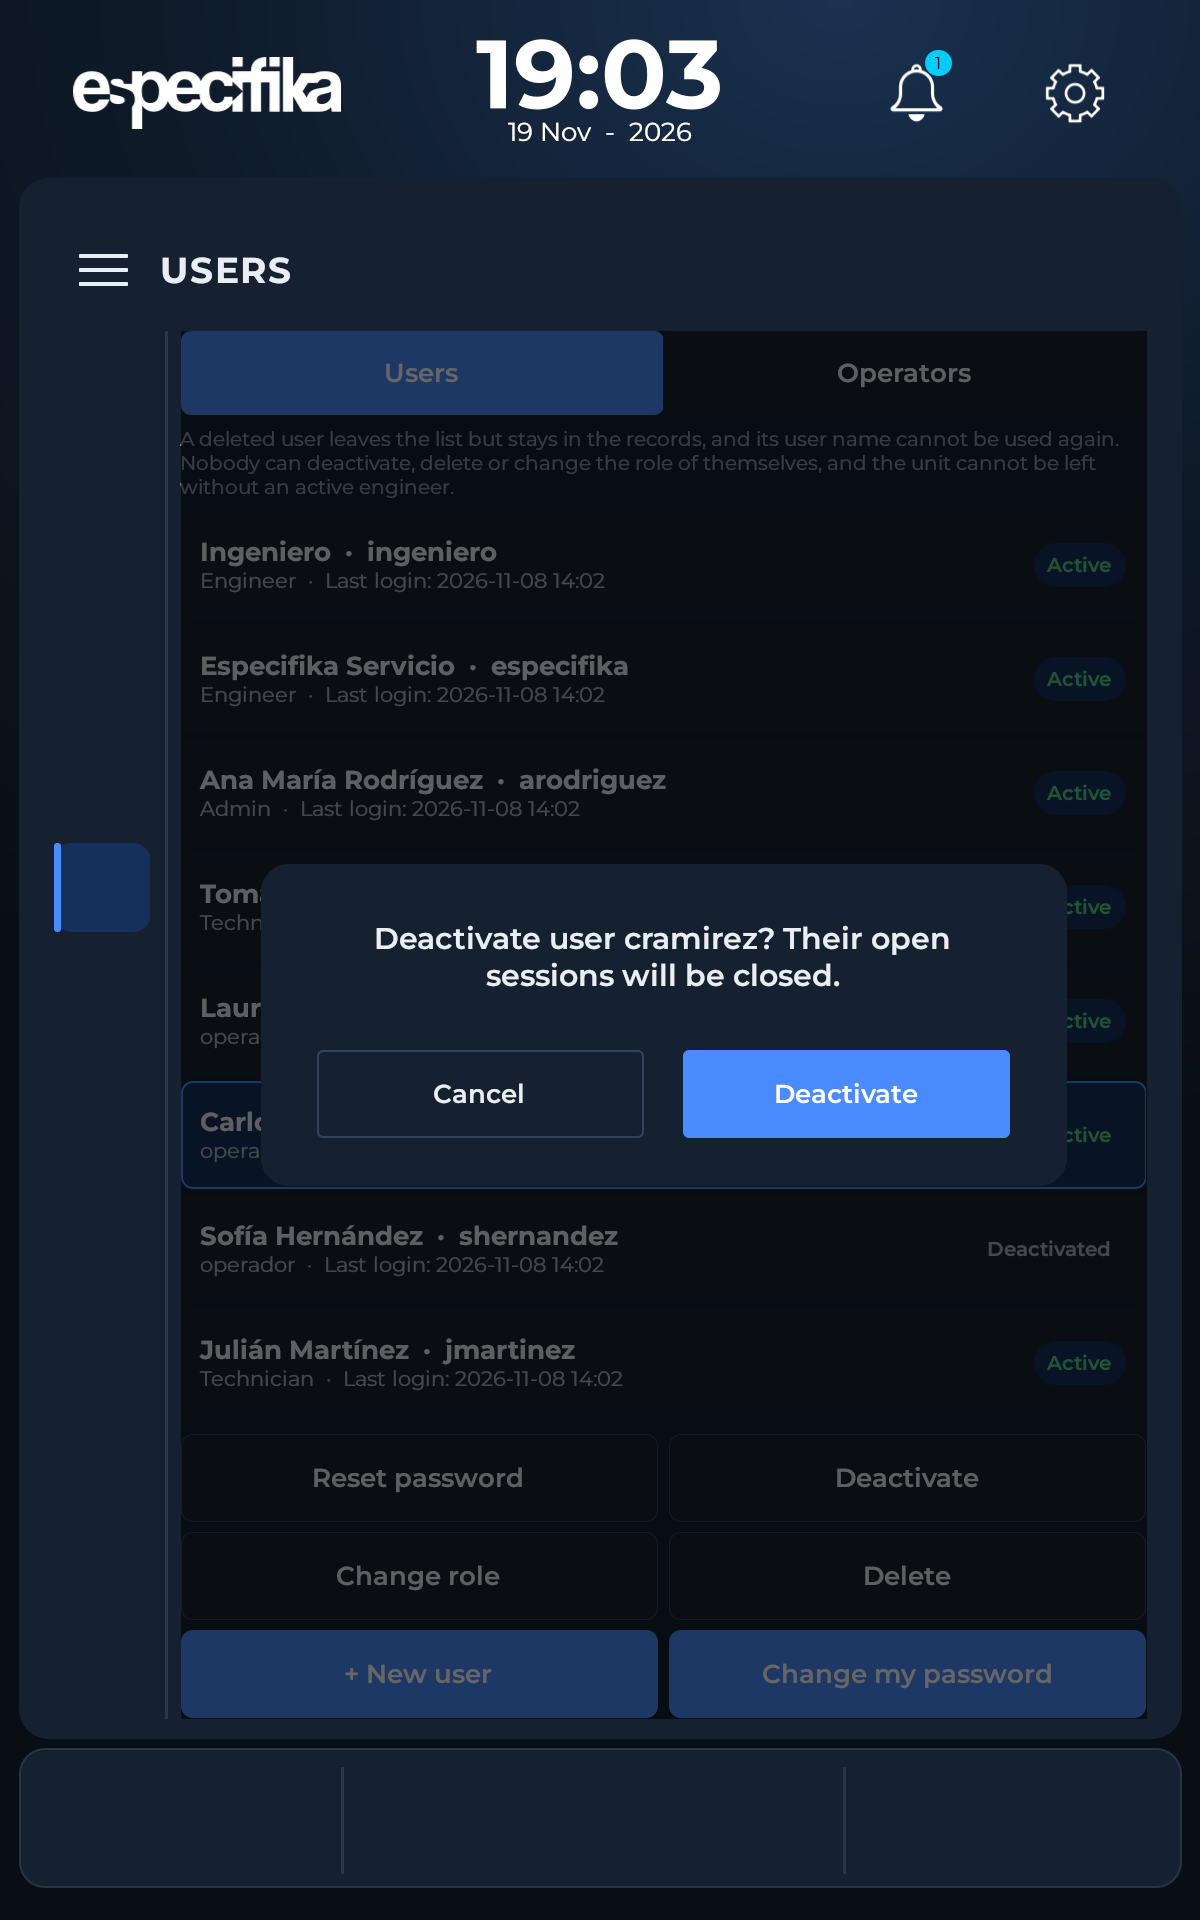 especifika
19:03
1
19 Nov - 2026
USERS
Users
Operators
A deleted user leaves the list but stays in the records, and its user name cannot be used again.
Nobody can deactivate, delete or change the role of themselves, and the unit cannot be left
without an active engineer.
Ingeniero · ingeniero
Engineer · Last login: 2026-11-08 14:02
Active
Especifika Servicio · especifika
Engineer · Last login: 2026-11-08 14:02
Active
Ana María Rodríguez · arodriguez
Admin · Last login: 2026-11-08 14:02
Active
Deactivate user cramirez? Their open
sessions will be closed.
Cancel
Deactivate
Sofía Hernández · shernandez
operador · Last login: 2026-11-08 14:02
Deactivated
Julián Martínez · jmartinez
Technician · Last login: 2026-11-08 14:02
Active
Reset password
Deactivate
Change role
Delete
+ New user
Change my password